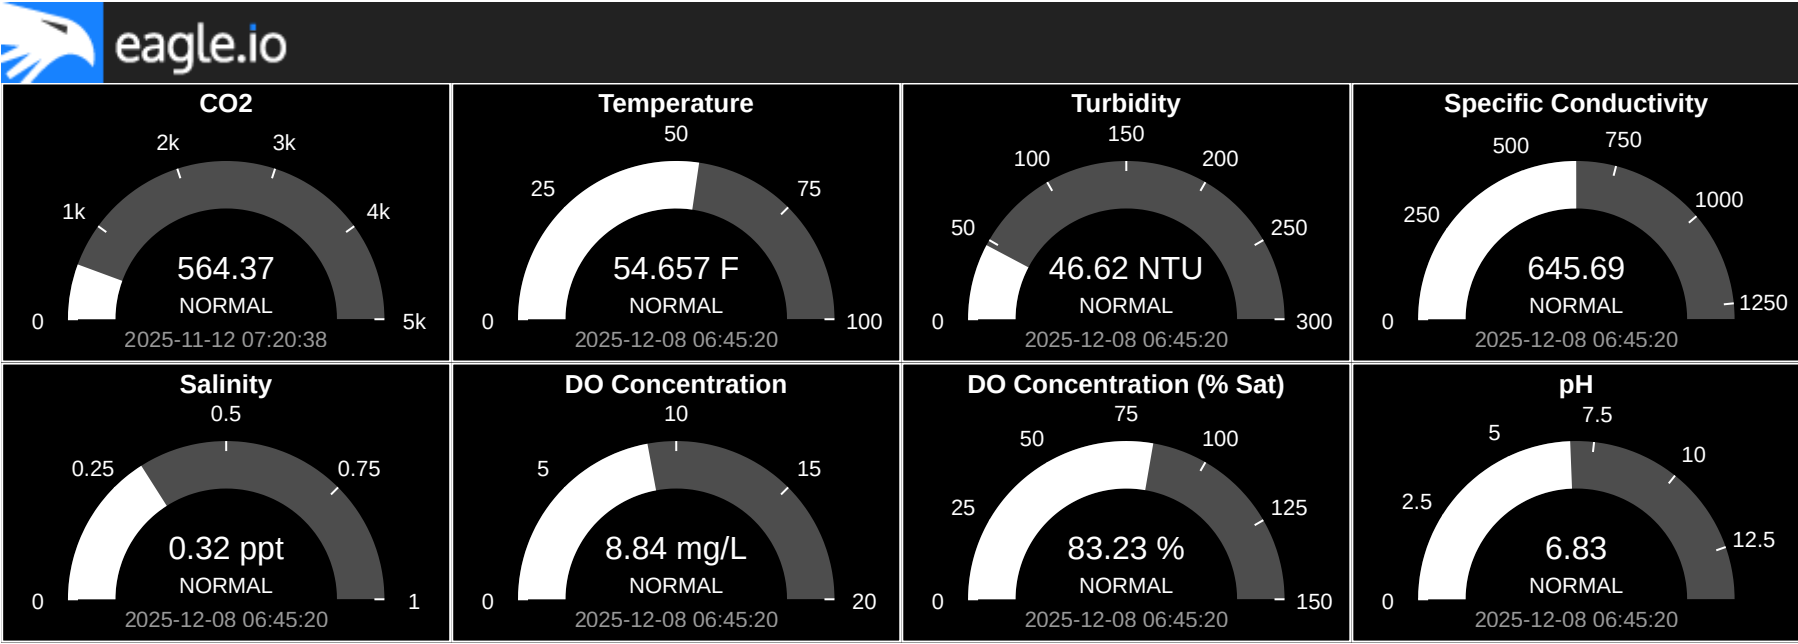 eagle.io
CO2
0
1k
2k
3k
4k
5k
564.37
NORMAL
2025-11-12 07:20:38
Temperature
0
25
50
75
100
54.657 F
NORMAL
2025-12-08 06:45:20
Turbidity
0
50
100
150
200
250
300
46.62 NTU
NORMAL
2025-12-08 06:45:20
Specific Conductivity
0
250
500
750
1000
1250
645.69
NORMAL
2025-12-08 06:45:20
Salinity
0
0.25
0.5
0.75
1
0.32 ppt
NORMAL
2025-12-08 06:45:20
DO Concentration
0
5
10
15
20
8.84 mg/L
NORMAL
2025-12-08 06:45:20
DO Concentration (% Sat)
0
25
50
75
100
125
150
83.23 %
NORMAL
2025-12-08 06:45:20
pH
0
2.5
5
7.5
10
12.5
6.83
NORMAL
2025-12-08 06:45:20